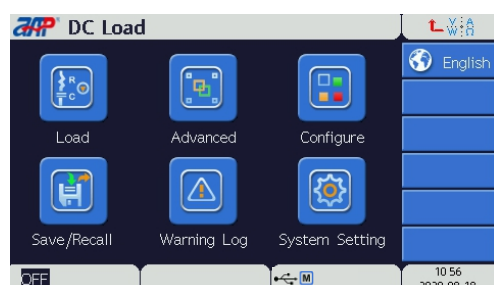 DC Load
English
Load
Advanced
Configure
Save/Recall
Warning Log
System Setting
OFF
M
10 56